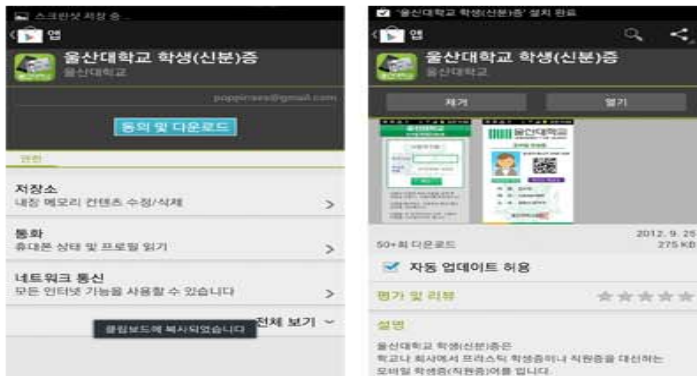 스크린샷 저장 중...
앱
울산대학교 학생(신분)증
울산대학교
동의 및 다운로드
권한
저장소
내장 메모리 컨텐츠 수정/삭제
통화
휴대폰 상태 및 프로필 읽기
네트워크 통신
모든 인터넷 기능을 사용할 수 있습니다
전체 보기
클립보드에 복사되었습니다
'울산대학교 학생(신분)증' 설치 완료
앱
울산대학교 학생(신분)증
울산대학교
제거
열기
울산대학교
50+회 다운로드
2012. 9. 25
275 KB
자동 업데이트 허용
평가 및 리뷰
설명
울산대학교 학생(신분)증은
학교나 회사에서 프라스틱 학생증이나 직원증을 대신하는
모바일 학생증(직원증)어플 입니다.